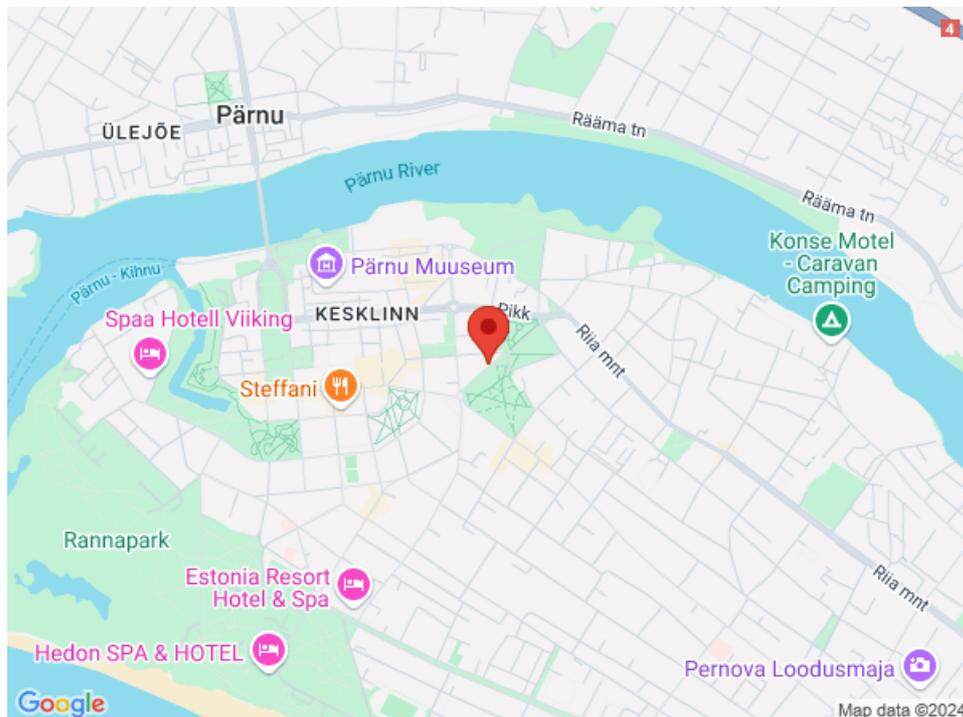 4
Rääma tn
Pärnu
ÜLEJÕE
Pärnu River
Rääma tn
Konse Motel
- Caravan
Camping
Pärnu - Kihnu
Pärnu Muuseum
Spaa Hotell Viiking
KESKLINN
Pikk
Riia mnt
Steffani
Rannapark
Estonia Resort
Hotel & Spa
Riia mnt
Hedon SPA & HOTEL
Pernova Loodusmaja
Google
Map data ©2024